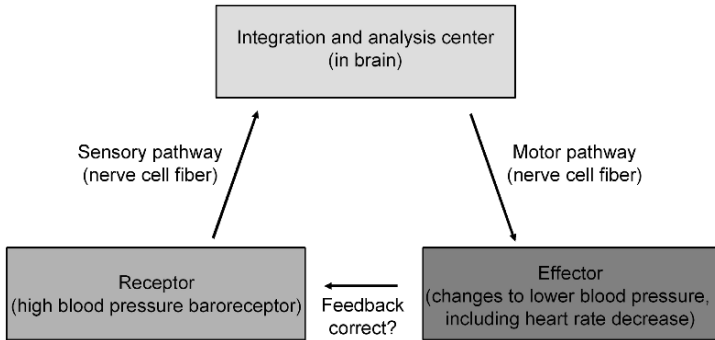 Integration and analysis center
(in brain)
Sensory pathway
(nerve cell fiber)
Motor pathway
(nerve cell fiber)
Receptor
(high blood pressure baroreceptor)
Feedback
correct?
Effector
(changes to lower blood pressure,
including heart rate decrease)